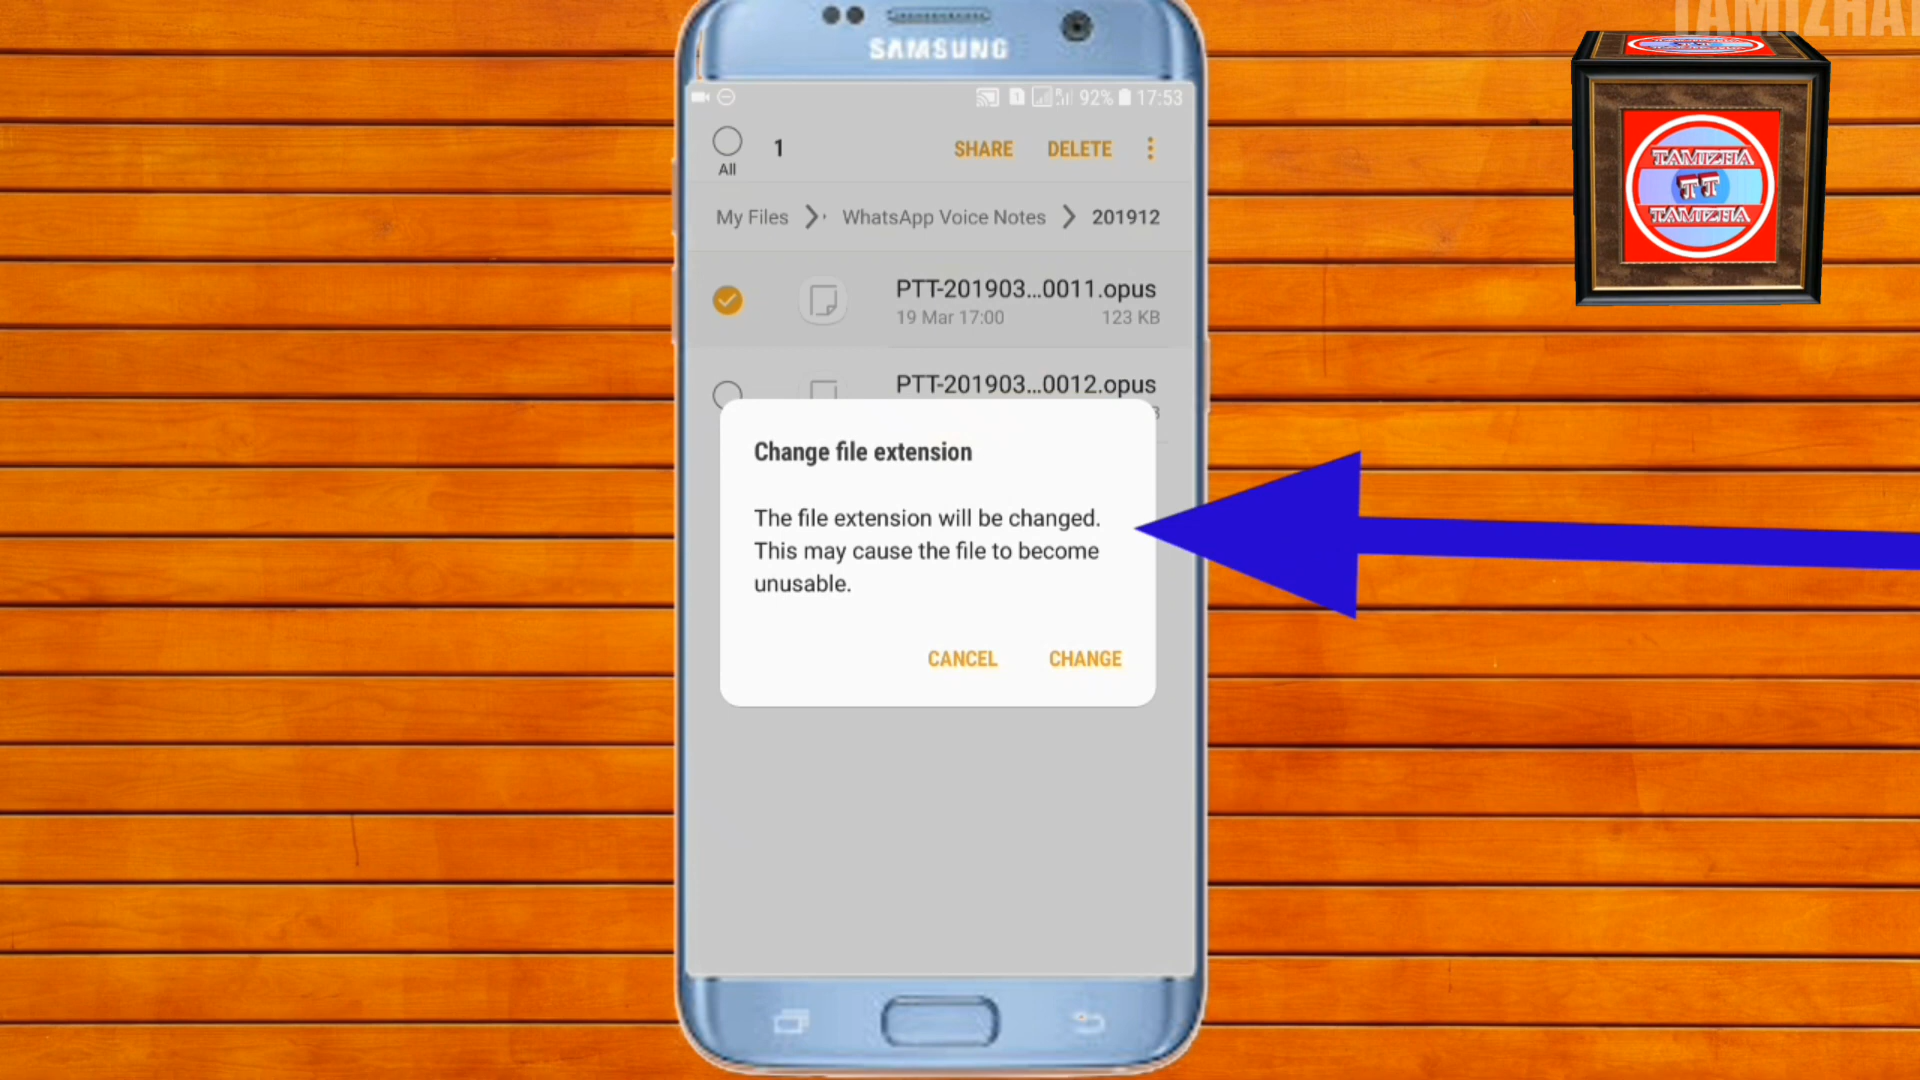 TAMIZHA
SAMSUNG
92% 17:53
All
1
SHARE
DELETE
My Files
WhatsApp Voice Notes
201912
PTT-201903...0011.opus
19 Mar 17:00
123 KB
PTT-201903...0012.opus
Change file extension
The file extension will be changed.
This may cause the file to become
unusable.
CANCEL
CHANGE
TAMIZHA
TT
TAMIZHA